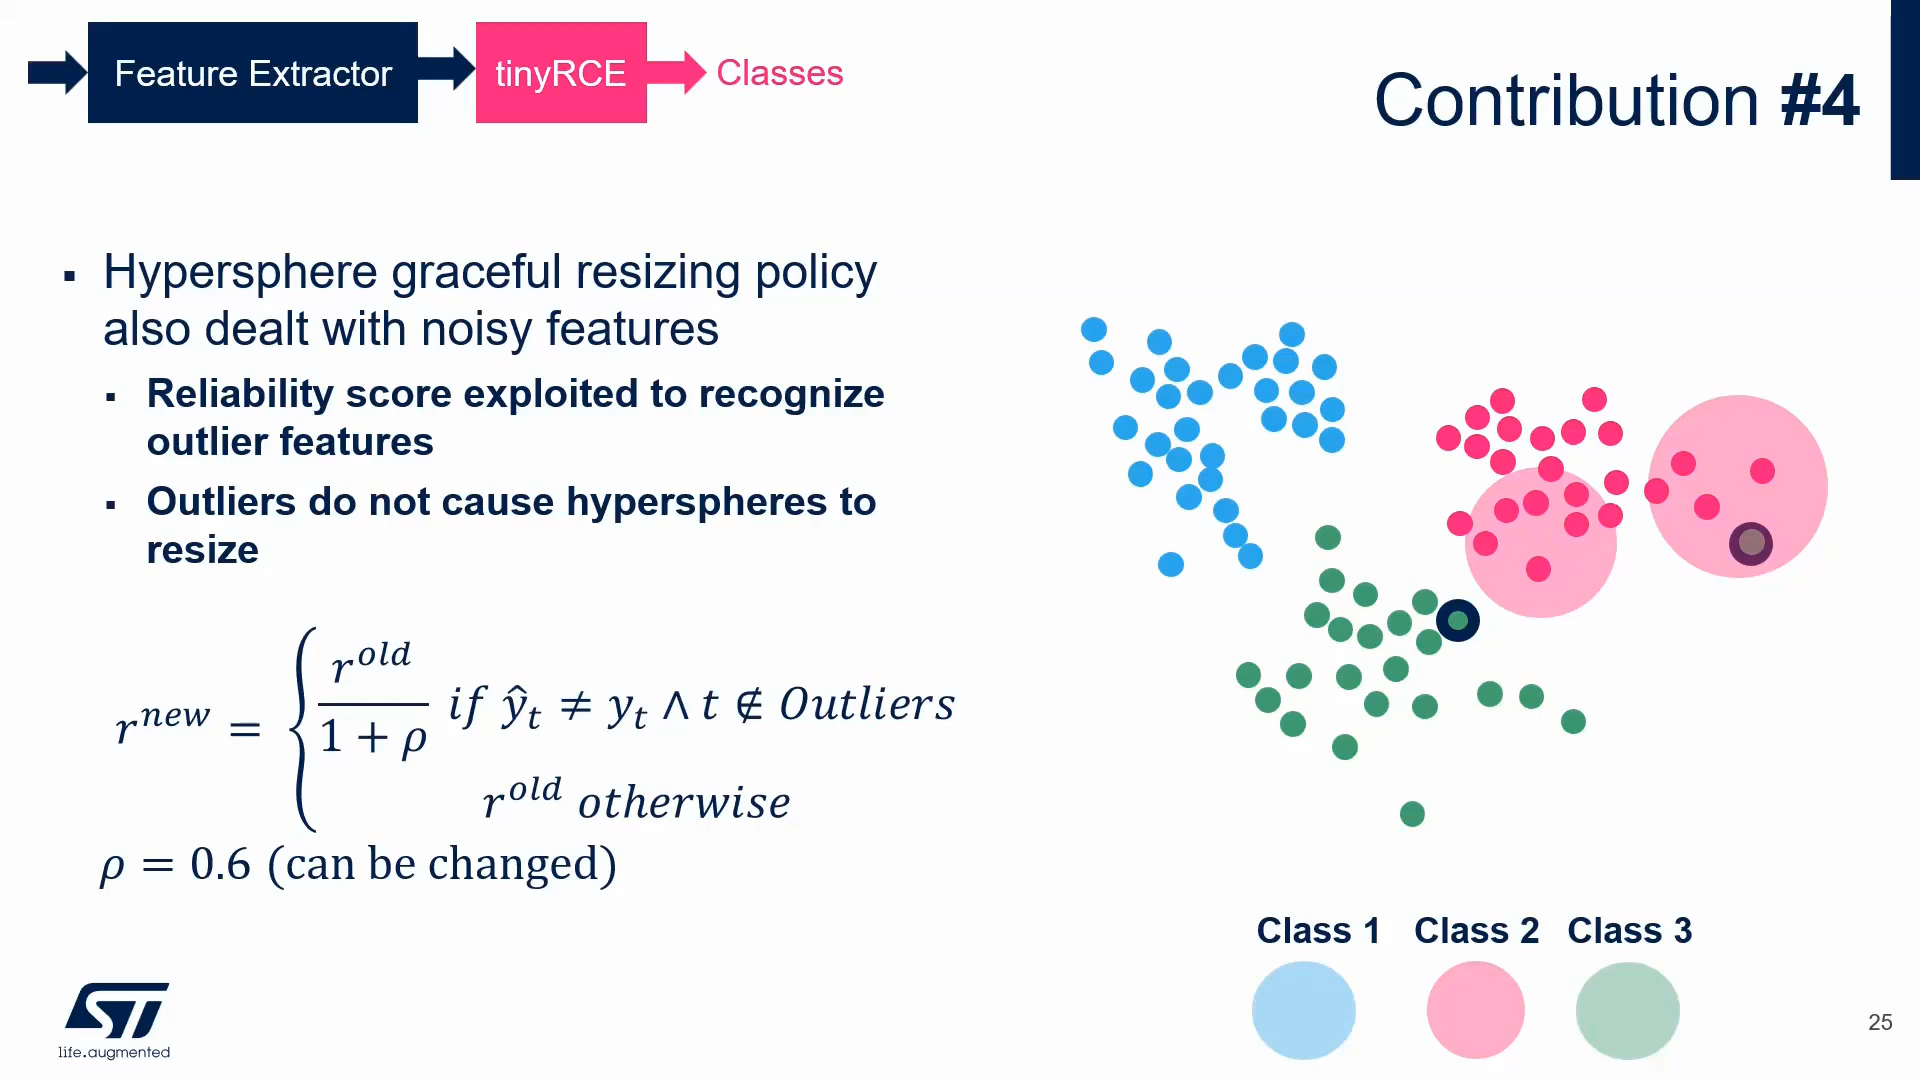 Feature Extractor
tinyRCE
Classes
Contribution #4
▪ Hypersphere graceful resizing policy
also dealt with noisy features
▪ Reliability score exploited to recognize
outlier features
▪ Outliers do not cause hyperspheres to
resize
r^{new} = { r^{old} / (1 + ρ) if ŷ_t ≠ y_t ∧ t ∉ Outliers
r^{old} otherwise
ρ = 0.6 (can be changed)
Class 1 Class 2 Class 3
ST
life.augmented
25